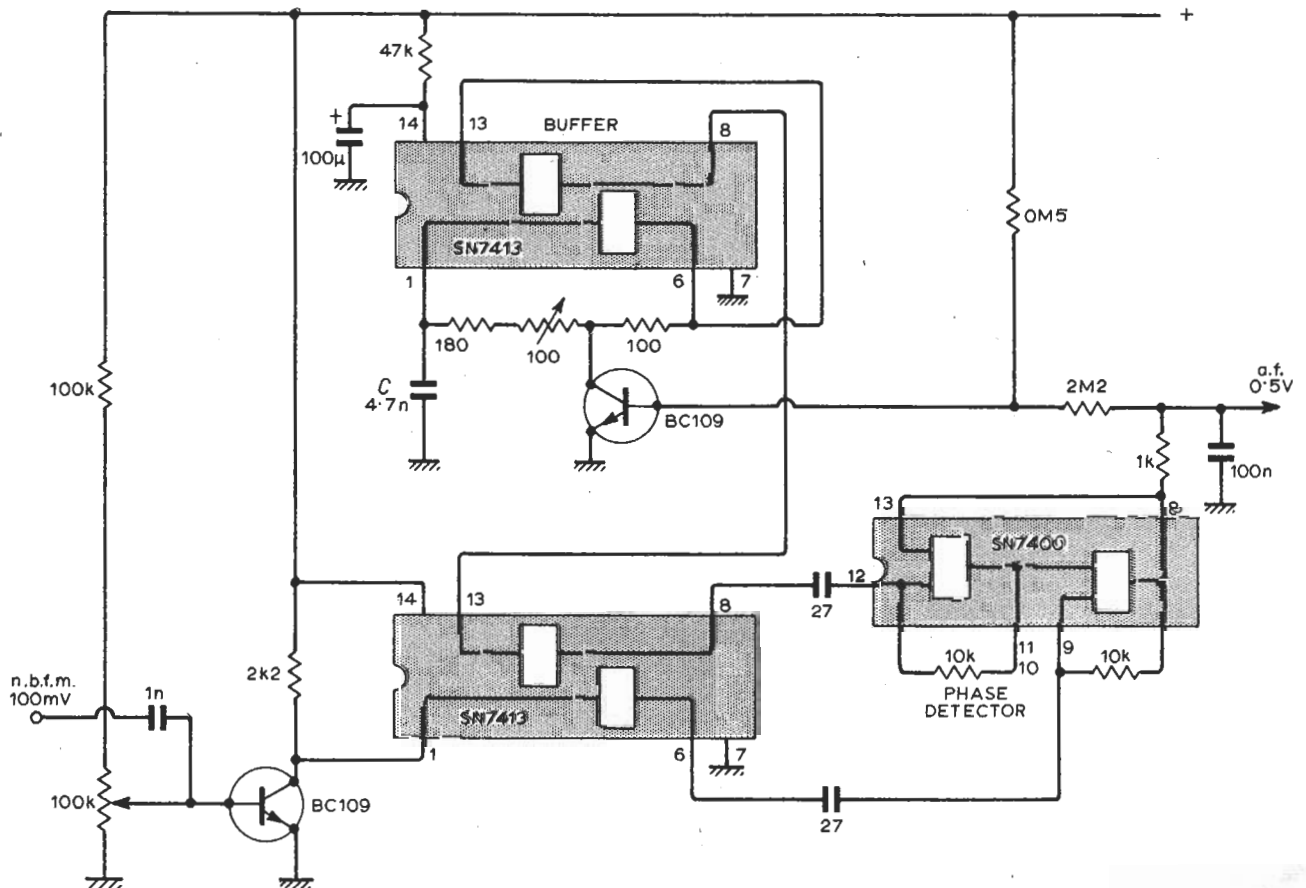 +
47k
+
100µ
14
13
BUFFER
8
SN7413
1
6
7
0M5
180
100
100
C
4·7n
BC109
2M2
a.f.
0·5V
100k
1k
100n
13
8
SN7400
12
27
14
13
8
11
10
9
10k
10k
PHASE
DETECTOR
2k2
n.b.f.m.
100mV
1n
SN7413
1
6
7
100k
BC109
27